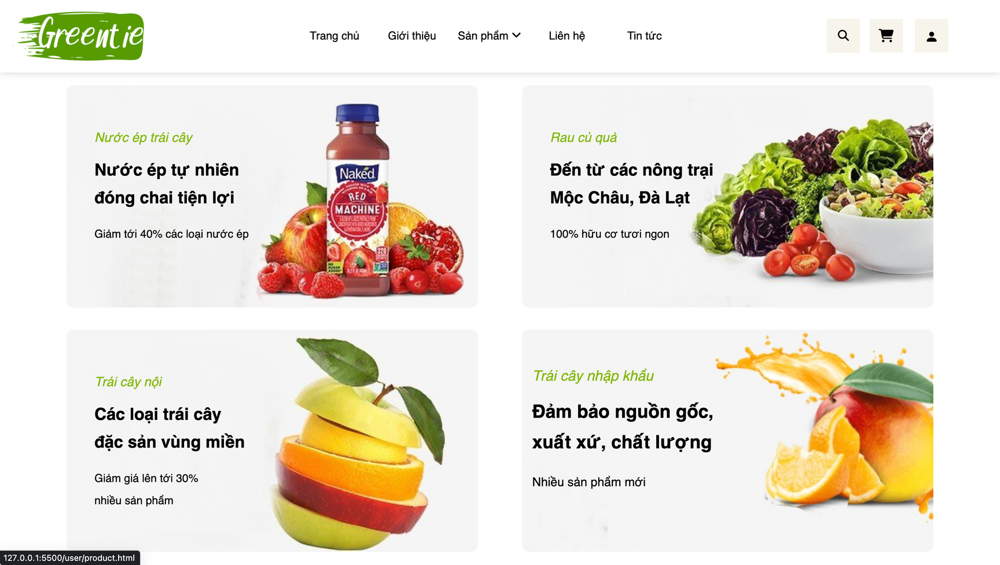 Greentie
Trang chủ
Giới thiệu
Sản phẩm
Liên hệ
Tin tức
Nước ép trái cây
Nước ép tự nhiên
đóng chai tiện lợi
Giảm tới 40% các loại nước ép
Naked
RED
MACHINE
320
NO
SUGAR
ADDED*
Rau củ quả
Đến từ các nông trại
Mộc Châu, Đà Lạt
100% hữu cơ tươi ngon
Trái cây nội
Các loại trái cây
đặc sản vùng miền
Giảm giá lên tới 30%
nhiều sản phẩm
Trái cây nhập khẩu
Đảm bảo nguồn gốc,
xuất xứ, chất lượng
Nhiều sản phẩm mới
127.0.0.1:5500/user/product.html